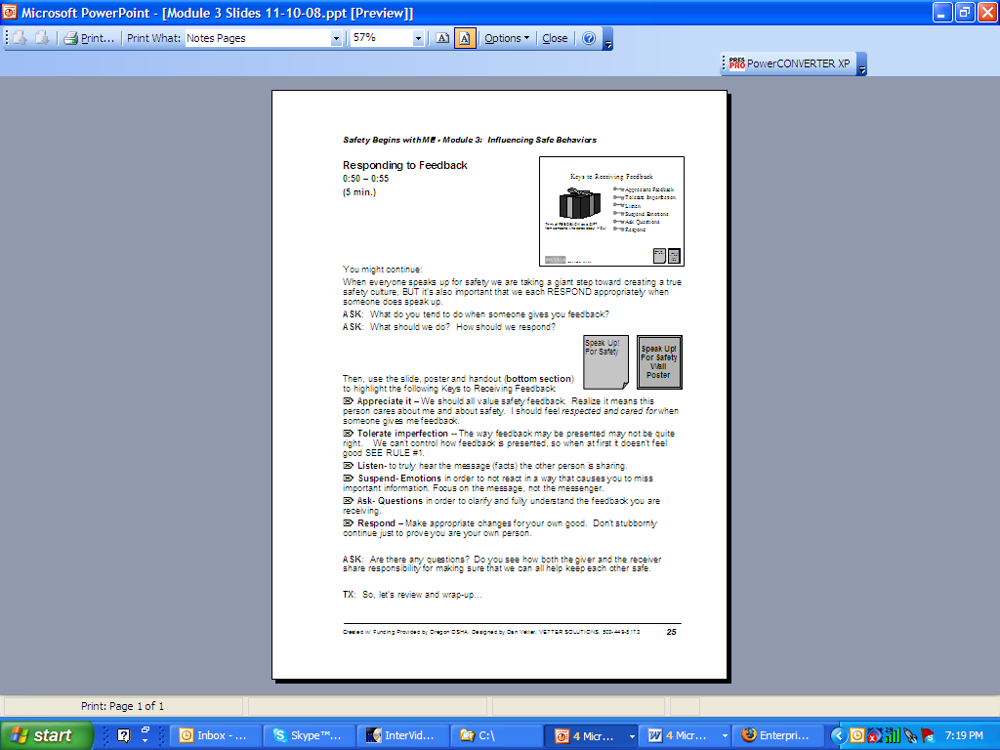 Microsoft PowerPoint - [Module 3 Slides 11-10-08.ppt [Preview]]
Print... Print What: Notes Pages 57% Options Close
PRES PRO PowerCONVERTER XP
Safety Begins with ME • Module 3: Influencing Safe Behaviors
Responding to Feedback
0:50 – 0:55
(5 min.)
Keys to Receiving Feedback
Appreciate Feedback
Tolerate Imperfection
Listen
Suspend Emotions
Ask Questions
Respond
Think of FEEDBACK as a GIFT
from someone who cares about YOU!
You might continue:
When everyone speaks up for safety we are taking a giant step toward creating a true
safety culture, BUT it's also important that we each RESPOND appropriately when
someone does speak up.
ASK: What do you tend to do when someone gives you feedback?
ASK: What should we do? How should we respond?
Speak Up!
For Safety
Speak Up!
For Safety
Wall
Poster
Then, use the slide, poster and handout (bottom section)
to highlight the following Keys to Receiving Feedback:
Appreciate it – We should all value safety feedback. Realize it means this
person cares about me and about safety. I should feel respected and cared for when
someone gives me feedback.
Tolerate imperfection -- The way feedback may be presented may not be quite
right. We can't control how feedback is presented, so when at first it doesn't feel
good SEE RULE #1.
Listen- to truly hear the message (facts) the other person is sharing.
Suspend- Emotions in order to not react in a way that causes you to miss
important information. Focus on the message, not the messenger.
Ask- Questions in order to clarify and fully understand the feedback you are
receiving.
Respond – Make appropriate changes for your own good. Don't stubbornly
continue just to prove you are your own person.
ASK: Are there any questions? Do you see how both the giver and the receiver
share responsibility for making sure that we can all help keep each other safe.
TX: So, let's review and wrap-up...
Created w/ Funding Provided by Oregon OSHA, Designed by Dan Vetter, VETTER SOLUTIONS, 25
Print: Page 1 of 1
start Inbox - ... Skype™... InterVid... C:\ 4 Micr... 4 Micr... Enterpri... 7:19 PM